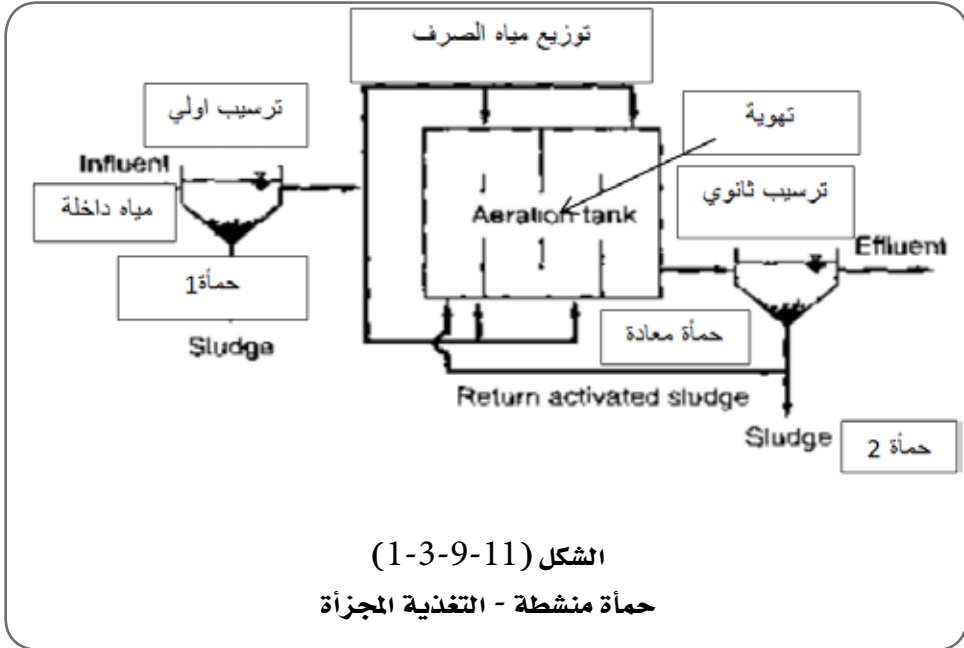 توزيع مياه الصرف
ترسيب اولي
تهوية
Influent
ترسيب ثانوي
مياه داخلة
Aeration tank
Effluent
حمأة1
حمأة معادة
Sludge
Return activated sludge
Sludge
حمأة 2
الشكل (11-9-3-1)
حمأة منشطة - التغذية المجزأة